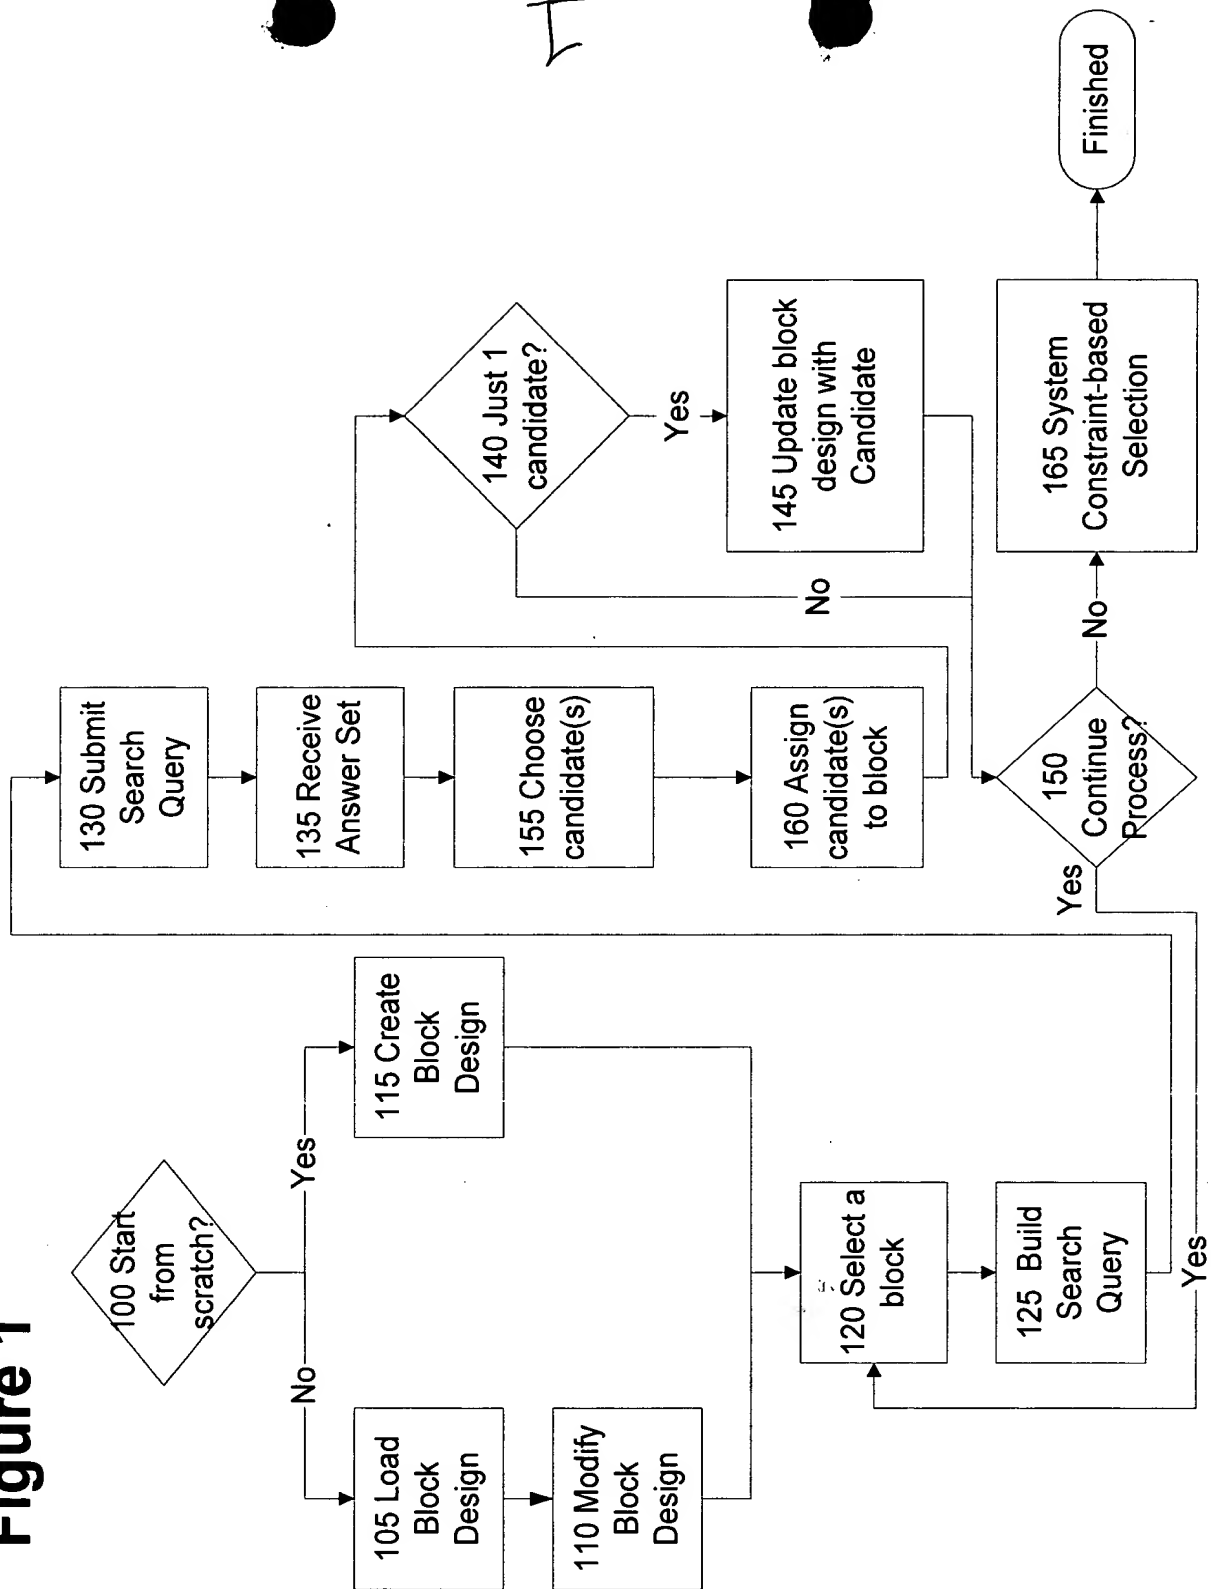 Figure 1
100 Start
from
scratch?
No
Yes
105 Load
Block
Design
110 Modify
Block
Design
115 Create
Block
Design
120 Select a
block
125 Build
Search
Query
Yes
130 Submit
Search
Query
135 Receive
Answer Set
155 Choose
candidate(s)
160 Assign
candidate(s)
to block
150
Continue
Process?
Yes
No
140 Just 1
candidate?
No
Yes
145 Update block
design with
Candidate
165 System
Constraint-based
Selection
Finished